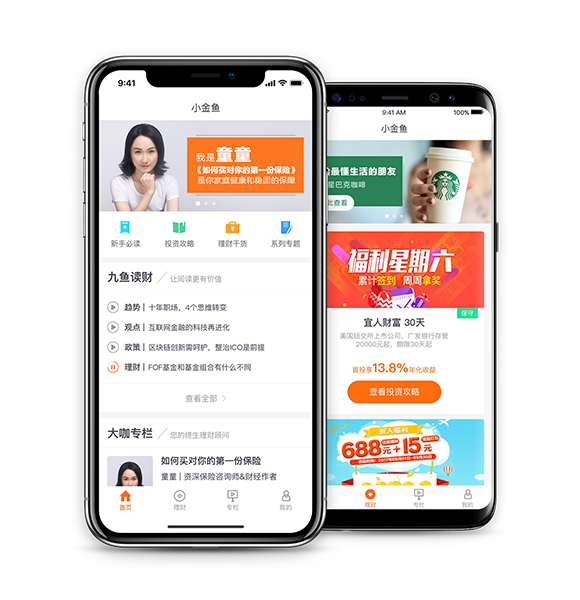 9:41
小金鱼
我是童童
《如何买对你的第一份保险》
是你家庭健康和稳固的保障
新手必读
投资攻略
理财干货
系列专题
九鱼读财 让阅读更有价值
趋势 | 十年职场，4个思维转变
观点 | 互联网金融的科技再进化
政策 | 区块链创新需呵护，整治ICO是前提
理财 | FOF基金和基金组合有什么不同
查看全部
大咖专栏 您的终生理财顾问
如何买对你的第一份保险
童童 | 资深保险咨询师&财经作者
首页
理财
专栏
我的
9:41 AM
100%
小金鱼
最懂生活的朋友
星巴克咖啡
此查看
福利星期六
累计签到 周周拿奖
保守
宜人财富 30天
美国纽交所上市公司，广发银行存管
20000元起，期限30天起
首投享13.8%年化收益
查看投资攻略
新人福利
688元+15元
理财
专栏
我的